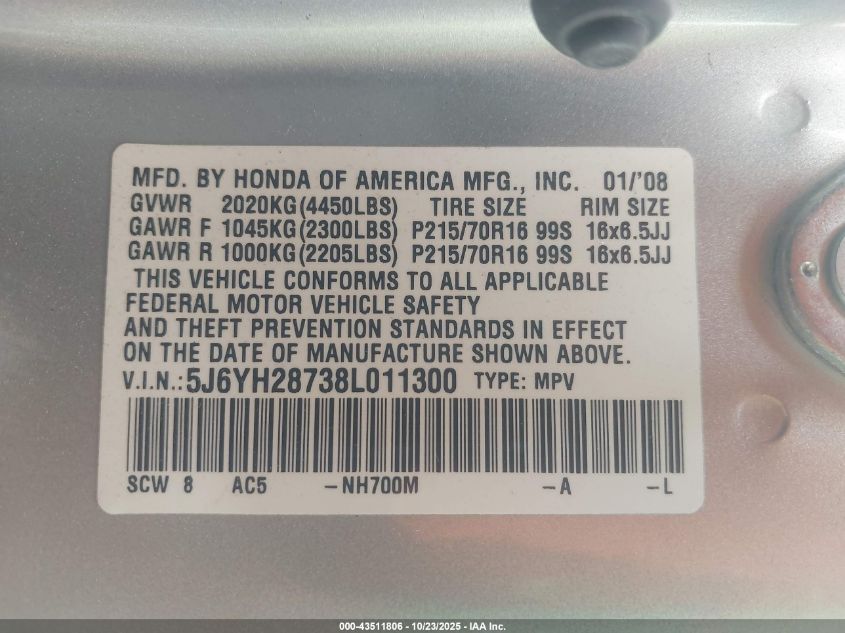 MFD. BY HONDA OF AMERICA MFG., INC. 01/'08
GVWR 2020KG(4450LBS) TIRE SIZE RIM SIZE
GAWR F 1045KG(2300LBS) P215/70R16 99S 16x6.5JJ
GAWR R 1000KG(2205LBS) P215/70R16 99S 16x6.5JJ
THIS VEHICLE CONFORMS TO ALL APPLICABLE
FEDERAL MOTOR VEHICLE SAFETY
AND THEFT PREVENTION STANDARDS IN EFFECT
ON THE DATE OF MANUFACTURE SHOWN ABOVE.
V.I.N.:5J6YH28738L011300 TYPE: MPV
SCW 8 AC5 -NH700M -A -L
000-43511806 - 10/23/2025 - IAA Inc.